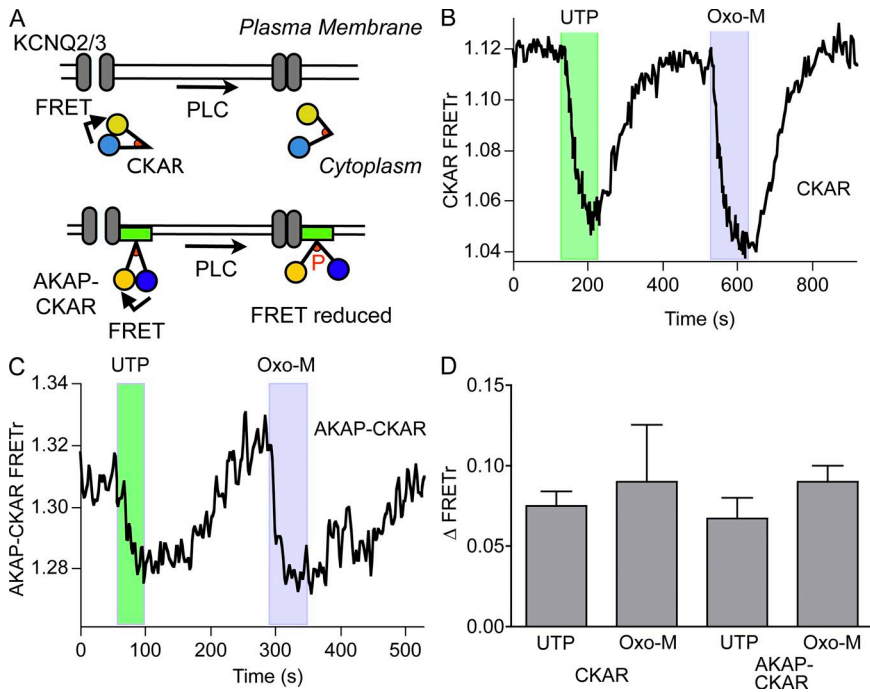 A
Plasma Membrane
KCNQ2/3
FRET
PLC
CKAR
Cytoplasm
AKAP-
CKAR
PLC
P
FRET
FRET reduced
B
UTP
Oxo-M
1.12
1.10
1.08
1.06
1.04
CKAR FRETr
CKAR
0
200
400
600
800
Time (s)
C
UTP
Oxo-M
1.34
1.32
1.30
1.28
AKAP-CKAR FRETr
AKAP-CKAR
0
100
200
300
400
500
Time (s)
D
0.15
0.10
0.05
0.00
Δ FRETr
UTP
Oxo-M
UTP
Oxo-M
CKAR
AKAP-
CKAR